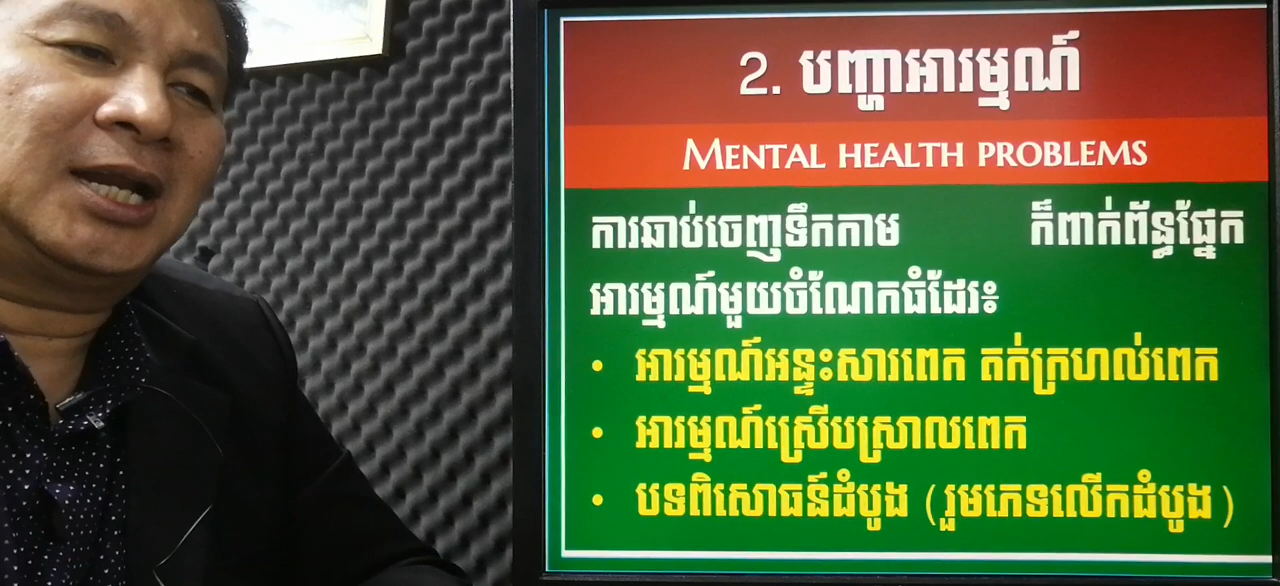 2. បញ្ហាអារម្មណ៍
MENTAL HEALTH PROBLEMS
ការឆាប់ចេញទឹកកាម ក៏ពាក់ព័ន្ធផ្នែក
អារម្មណ៍មួយចំណែកធំដែរ៖
• អារម្មណ៍អន្ទះសារពេក តក់ក្រហល់ពេក
• អារម្មណ៍ស្រើបស្រាលពេក
• បទពិសោធន៍ដំបូង (រួមភេទលើកដំបូង)